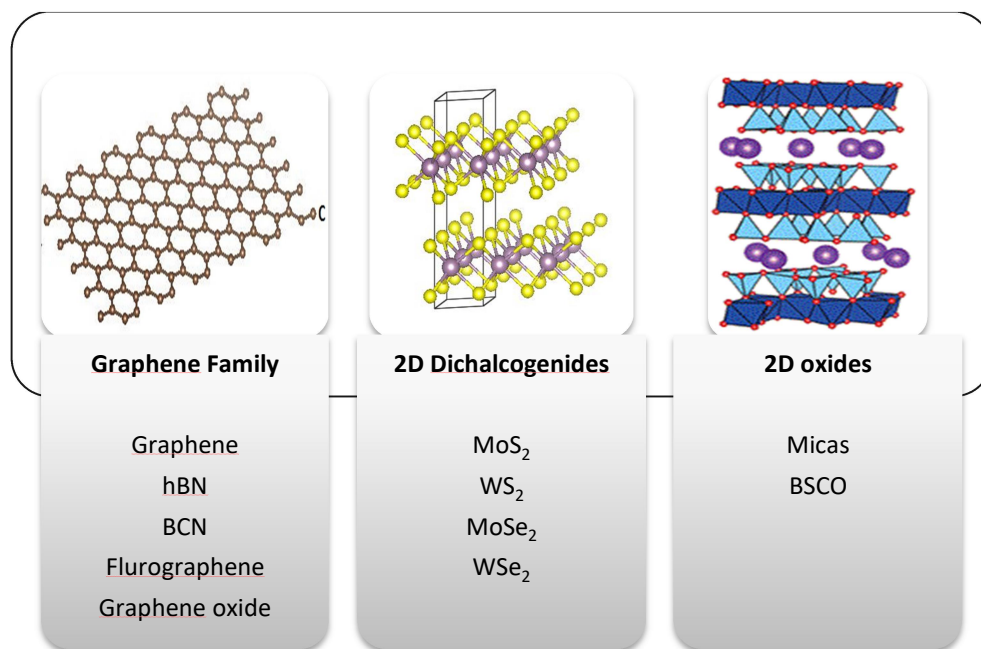 C
Graphene Family
Graphene
hBN
BCN
Flurographene
Graphene oxide
2D Dichalcogenides
MoS₂
WS₂
MoSe₂
WSe₂
2D oxides
Micas
BSCO